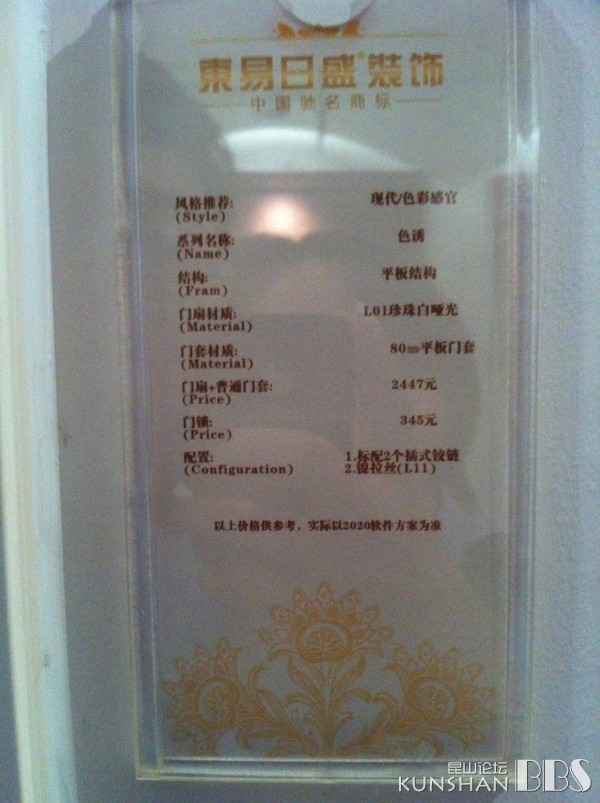 東易日盛®装饰
中国驰名商标
风格推荐: 现代/色彩感官
(Style)
系列名称: 色诱
(Name)
结构: 平板结构
(Fram)
门扇材质: L01珍珠白哑光
(Material)
门套材质: 80mm平板门套
(Material)
门扇+普通门套: 2447元
(Price)
门锁: 345元
(Price)
配置: 1.标配2个插式铰链
(Configuration) 2.镍拉丝(L11)
以上价格供参考，实际以2020软件方案为准
昆山论坛
KUNSHAN BBS